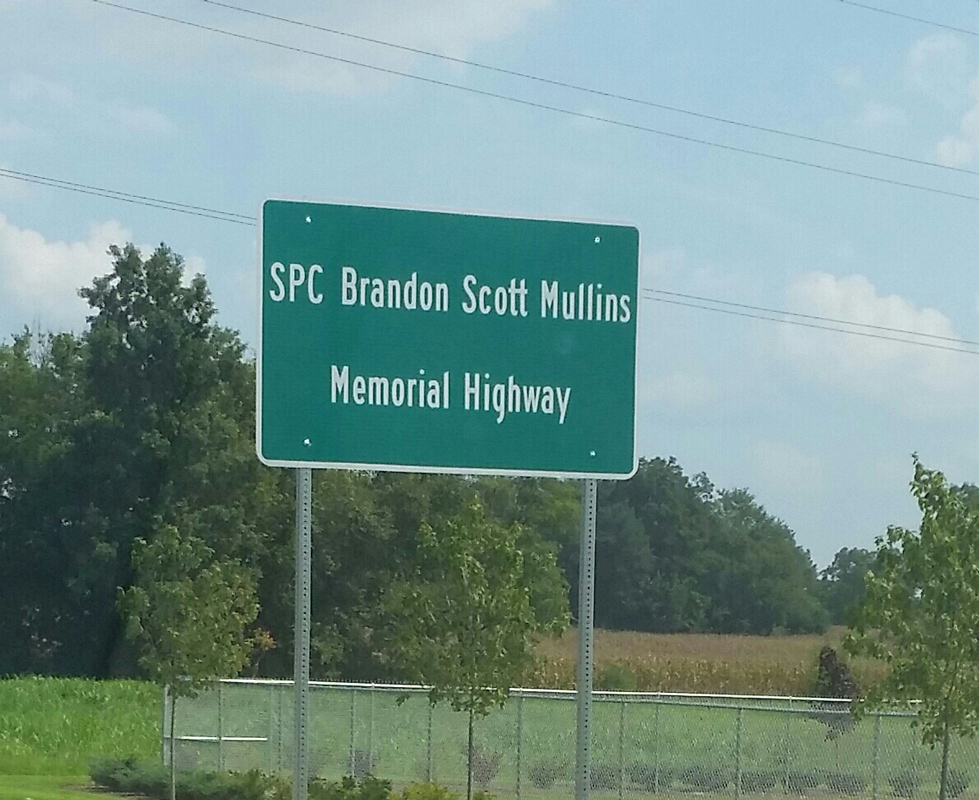 SPC Brandon Scott Mullins
Memorial Highway